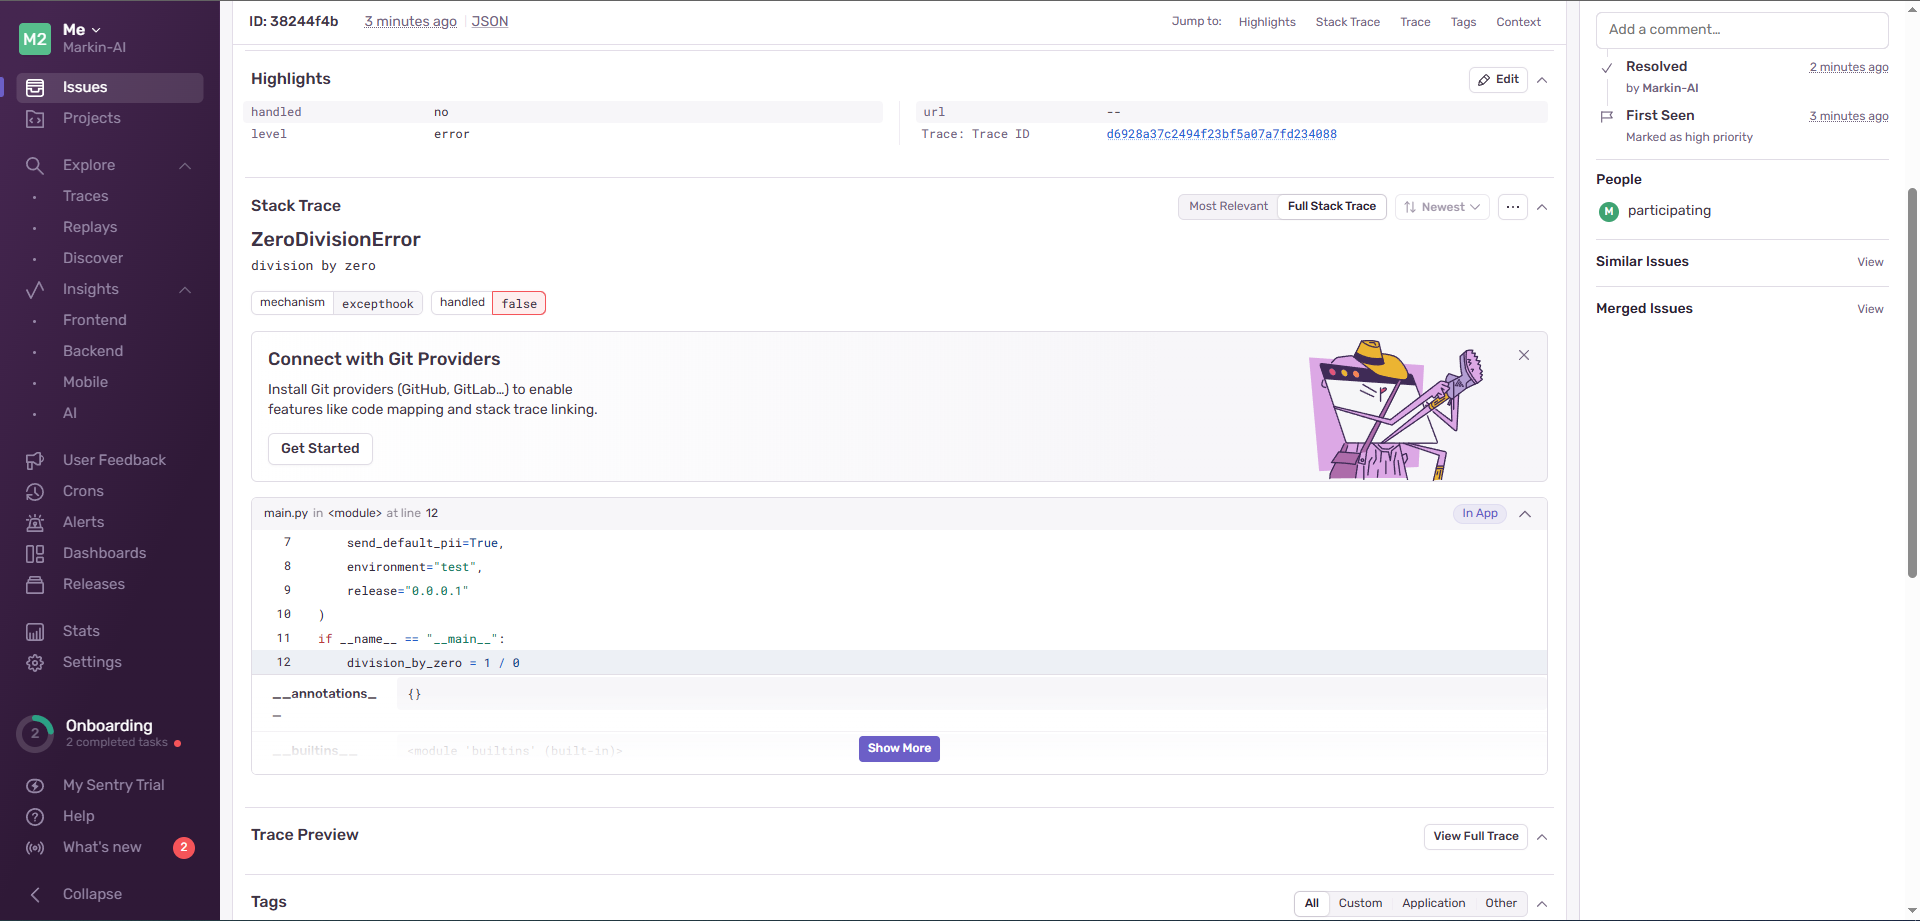 M2
Me
Markin-AI
Issues
Projects
Explore
Traces
Replays
Discover
Insights
Frontend
Backend
Mobile
AI
User Feedback
Crons
Alerts
Dashboards
Releases
Stats
Settings
2
Onboarding
2 completed tasks
My Sentry Trial
Help
What's new
2
Collapse
ID: 38244f4b 3 minutes ago JSON
Jump to: Highlights Stack Trace Trace Tags Context
Highlights
Edit
handled no
level error
url --
Trace: Trace ID d6928a37c2494f23bf5a07a7fd234088
Stack Trace
Most Relevant Full Stack Trace Newest
ZeroDivisionError
division by zero
mechanism excepthook handled false
Connect with Git Providers
Install Git providers (GitHub, GitLab…) to enable
features like code mapping and stack trace linking.
Get Started
main.py in <module> at line 12
In App
7 send_default_pii=True,
8 environment="test",
9 release="0.0.0.1"
10 )
11 if __name__ == "__main__":
12 division_by_zero = 1 / 0
__annotations_
_
{}
__builtins__ <module 'builtins' (built-in)>
Show More
Trace Preview
View Full Trace
Tags
All Custom Application Other
Add a comment…
Resolved 2 minutes ago
by Markin-AI
First Seen 3 minutes ago
Marked as high priority
People
M participating
Similar Issues View
Merged Issues View